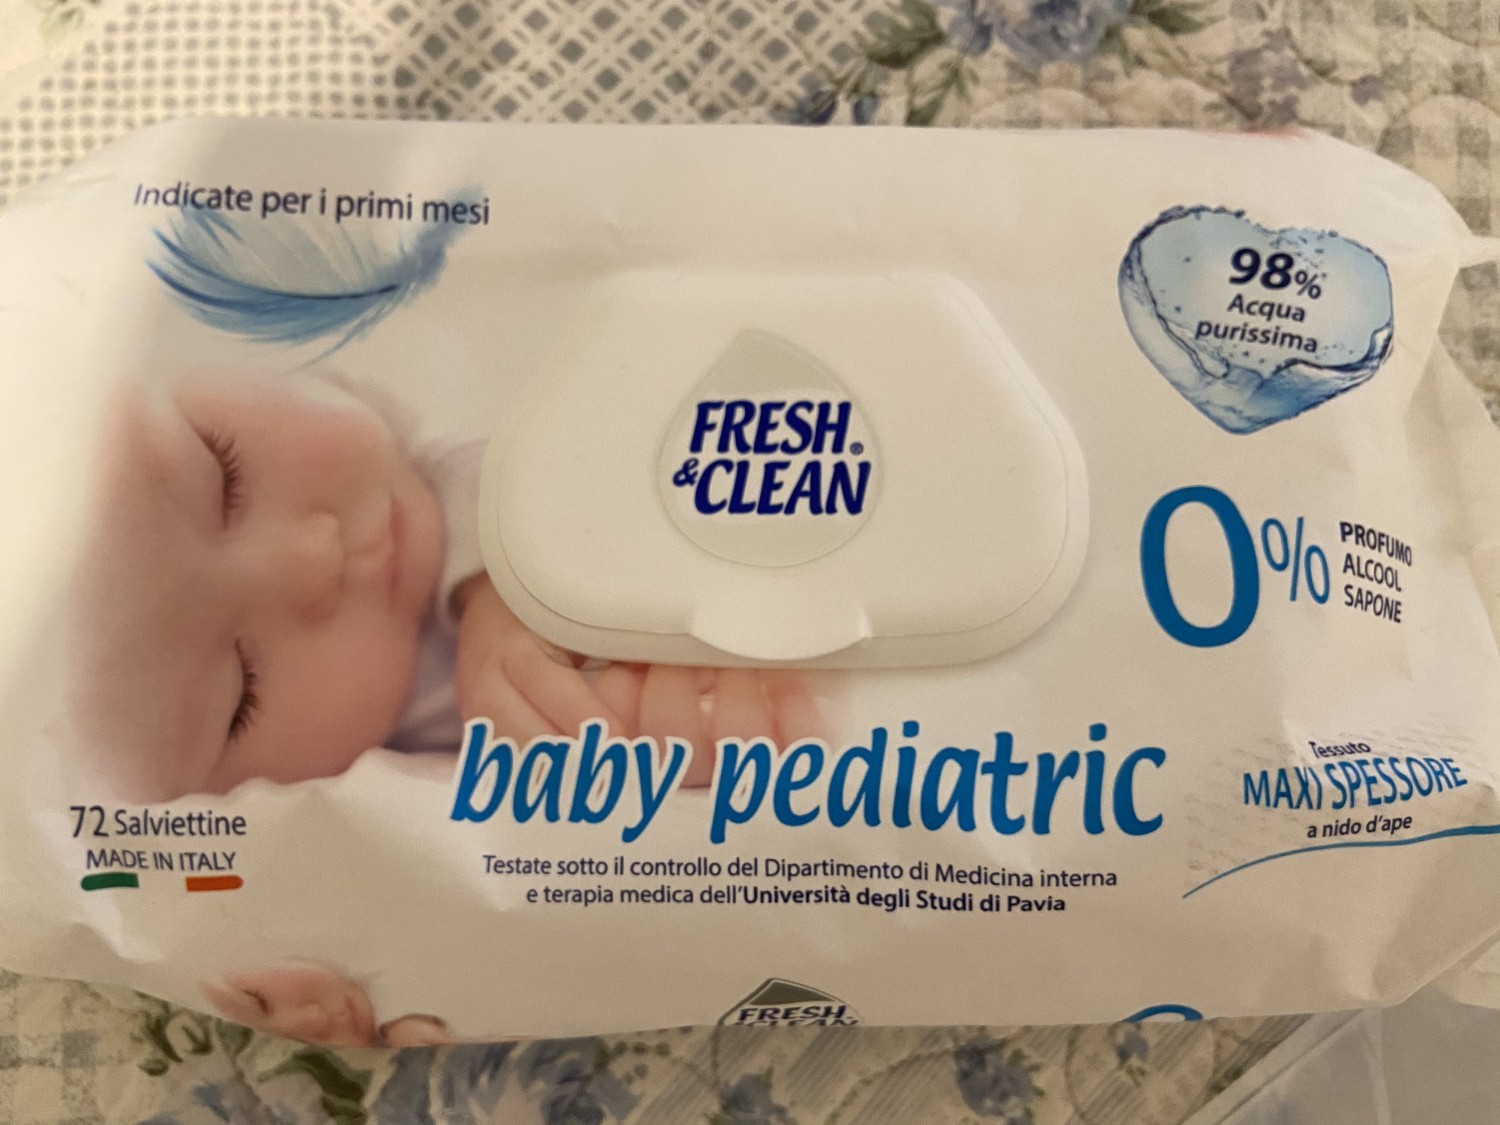 Indicate per i primi mesi
98%
Acqua
purissima
FRESH®
&CLEAN
0%
PROFUMO
ALCOOL
SAPONE
baby pediatric
Tessuto
MAXI SPESSORE
a nido d'ape
72 Salviettine
MADE IN ITALY
Testate sotto il controllo del Dipartimento di Medicina interna
e terapia medica dell'Università degli Studi di Pavia
FRESH
&CLEAN